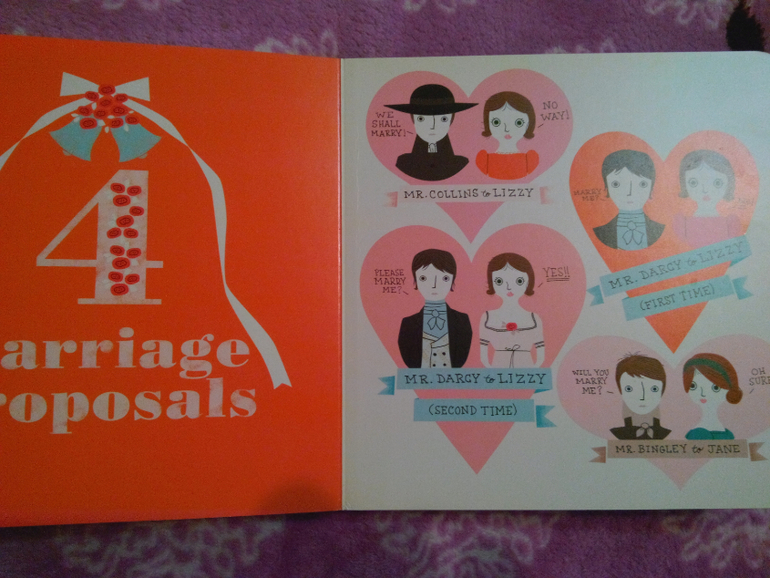 4
arriage
roposals
WE
SHALL
MARRY!
NO
WAY!
MR. COLLINS to LIZZY
MARRY
ME?
MR. DARCY to LIZZY
(FIRST TIME)
PLEASE
MARRY
ME?
YES!!
MR. DARCY to LIZZY
(SECOND TIME)
WILL YOU
MARRY
ME?
OH
SURE
MR. BINGLEY to JANE